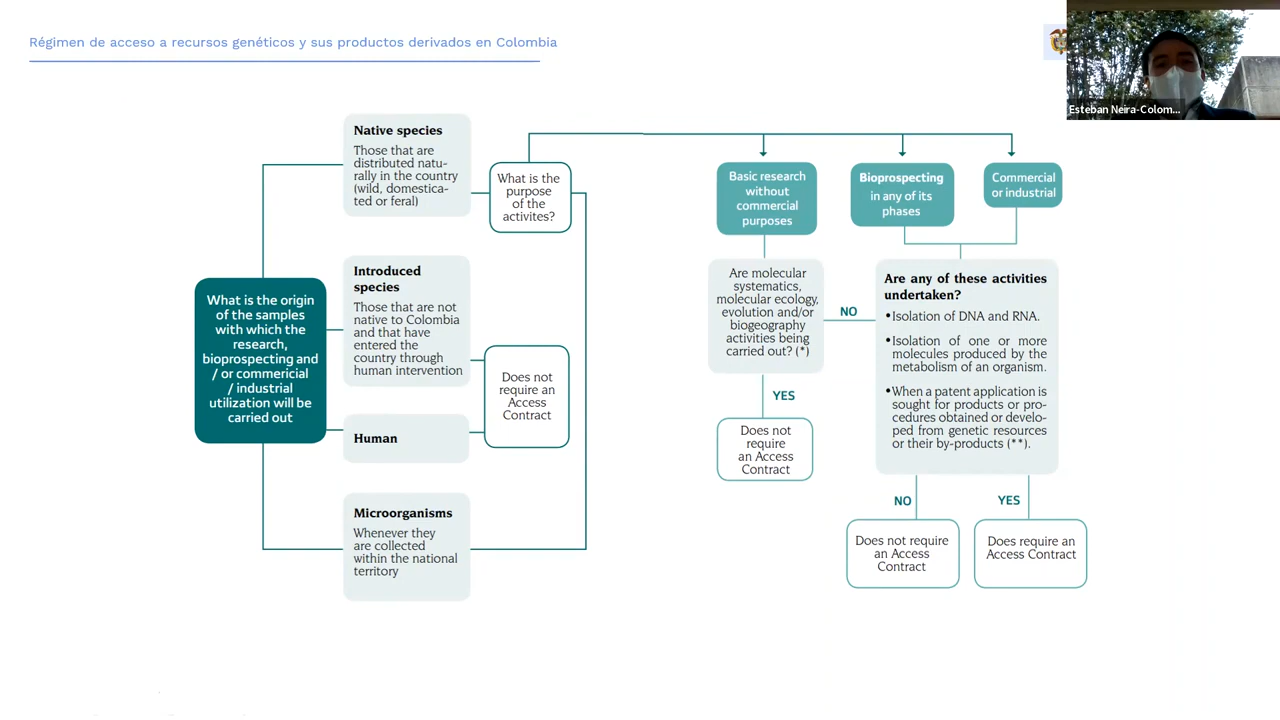 Régimen de acceso a recursos genéticos y sus productos derivados en Colombia
Esteban Neira-Colom...
What is the origin
of the samples
with which the
research,
bioprospecting and
/ or commericial
/ industrial
utilization will be
carried out
Native species
Those that are
distributed natu-
rally in the country
(wild, domestica-
ted or feral)
Introduced
species
Those that are not
native to Colombia
and that have
entered the
country through
human intervention
Human
Microorganisms
Whenever they
are collected
within the national
territory
What is the
purpose
of the
activites?
Does not
require an
Access
Contract
Basic research
without
commercial
purposes
Bioprospecting
in any of its
phases
Commercial
or industrial
Are molecular
systematics,
molecular ecology,
evolution and/or
biogeography
activities being
carried out? (*)
NO
YES
Does not
require
an Access
Contract
Are any of these activities
undertaken?
•Isolation of DNA and RNA.
•Isolation of one or more
molecules produced by the
metabolism of an organism.
•When a patent application is
sought for products or pro-
cedures obtained or develo-
ped from genetic resources
or their by-products (**).
NO
YES
Does not require
an Access
Contract
Does require an
Access Contract